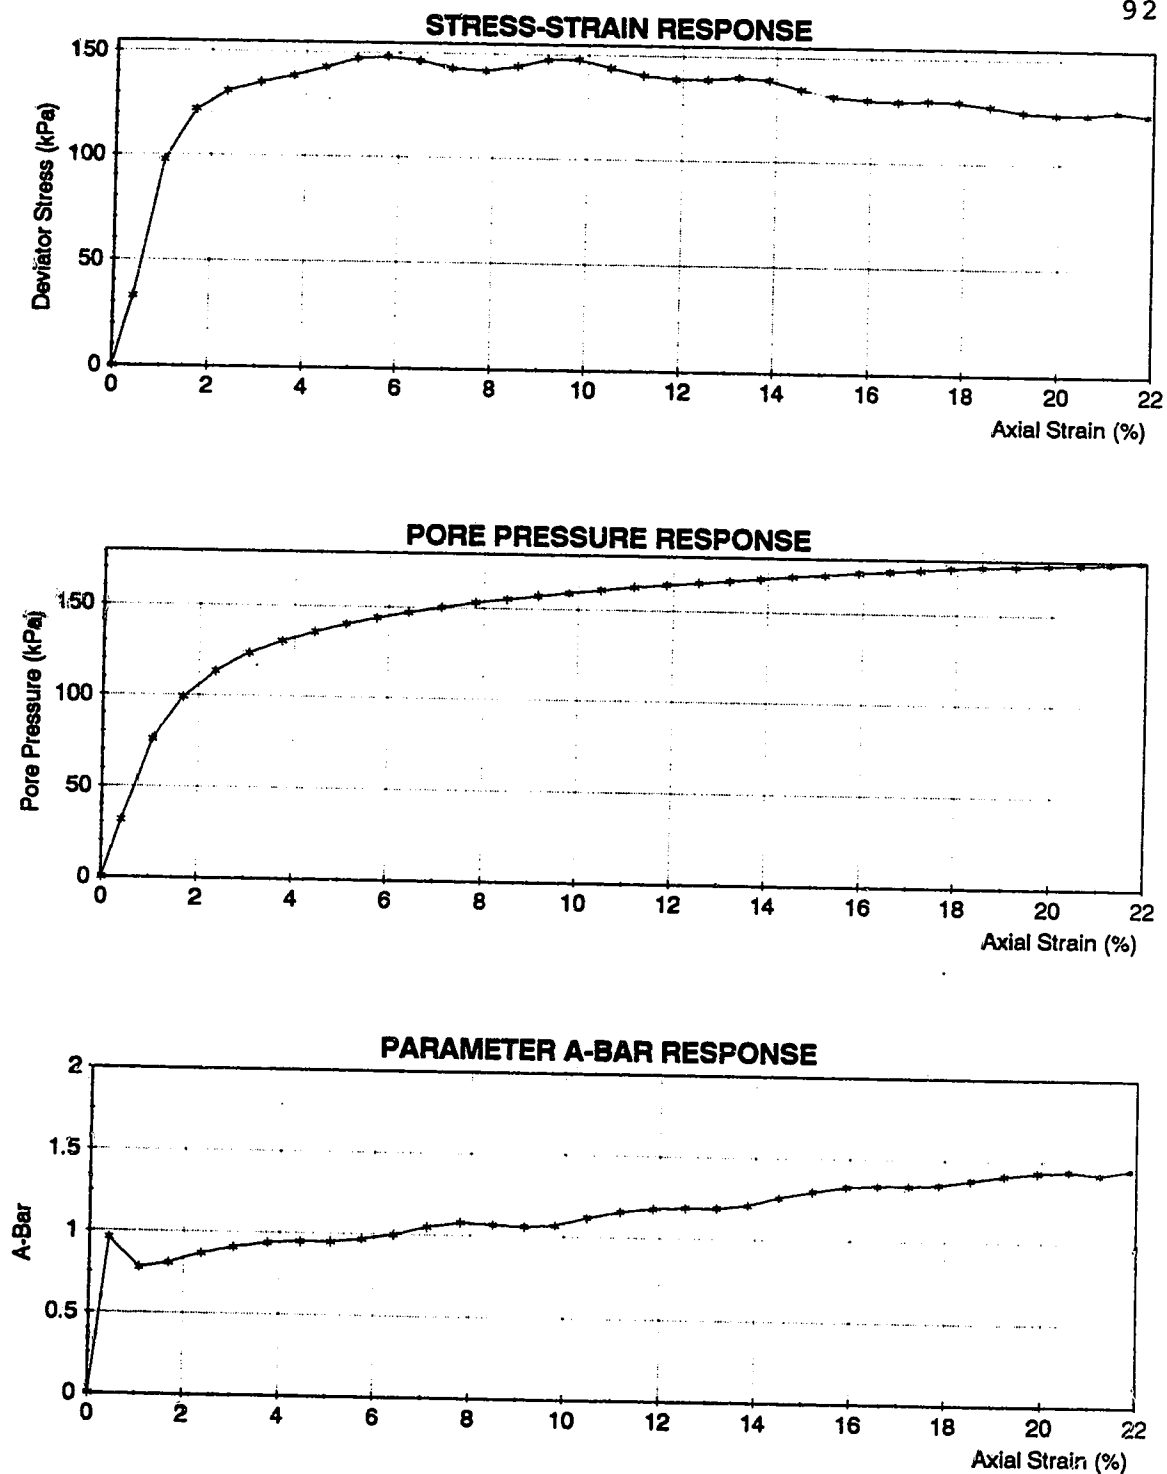 92
STRESS-STRAIN RESPONSE
150
100
50
0
Deviator Stress (kPa)
0 2 4 6 8 10 12 14 16 18 20 22
Axial Strain (%)
PORE PRESSURE RESPONSE
150
100
50
0
Pore Pressure (kPa)
0 2 4 6 8 10 12 14 16 18 20 22
Axial Strain (%)
PARAMETER A-BAR RESPONSE
2
1.5
1
0.5
0
A-Bar
0 2 4 6 8 10 12 14 16 18 20 22
Axial Strain (%)